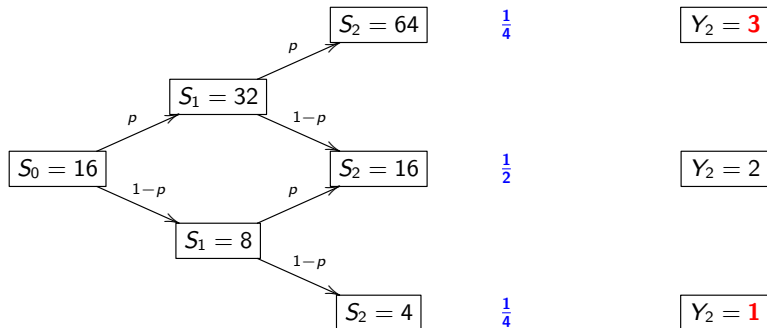 S₂ = 64 1/4 Y₂ = 3
p
S₁ = 32
p 1−p
S₀ = 16 S₂ = 16 1/2 Y₂ = 2
1−p p
S₁ = 8
1−p
S₂ = 4 1/4 Y₂ = 1